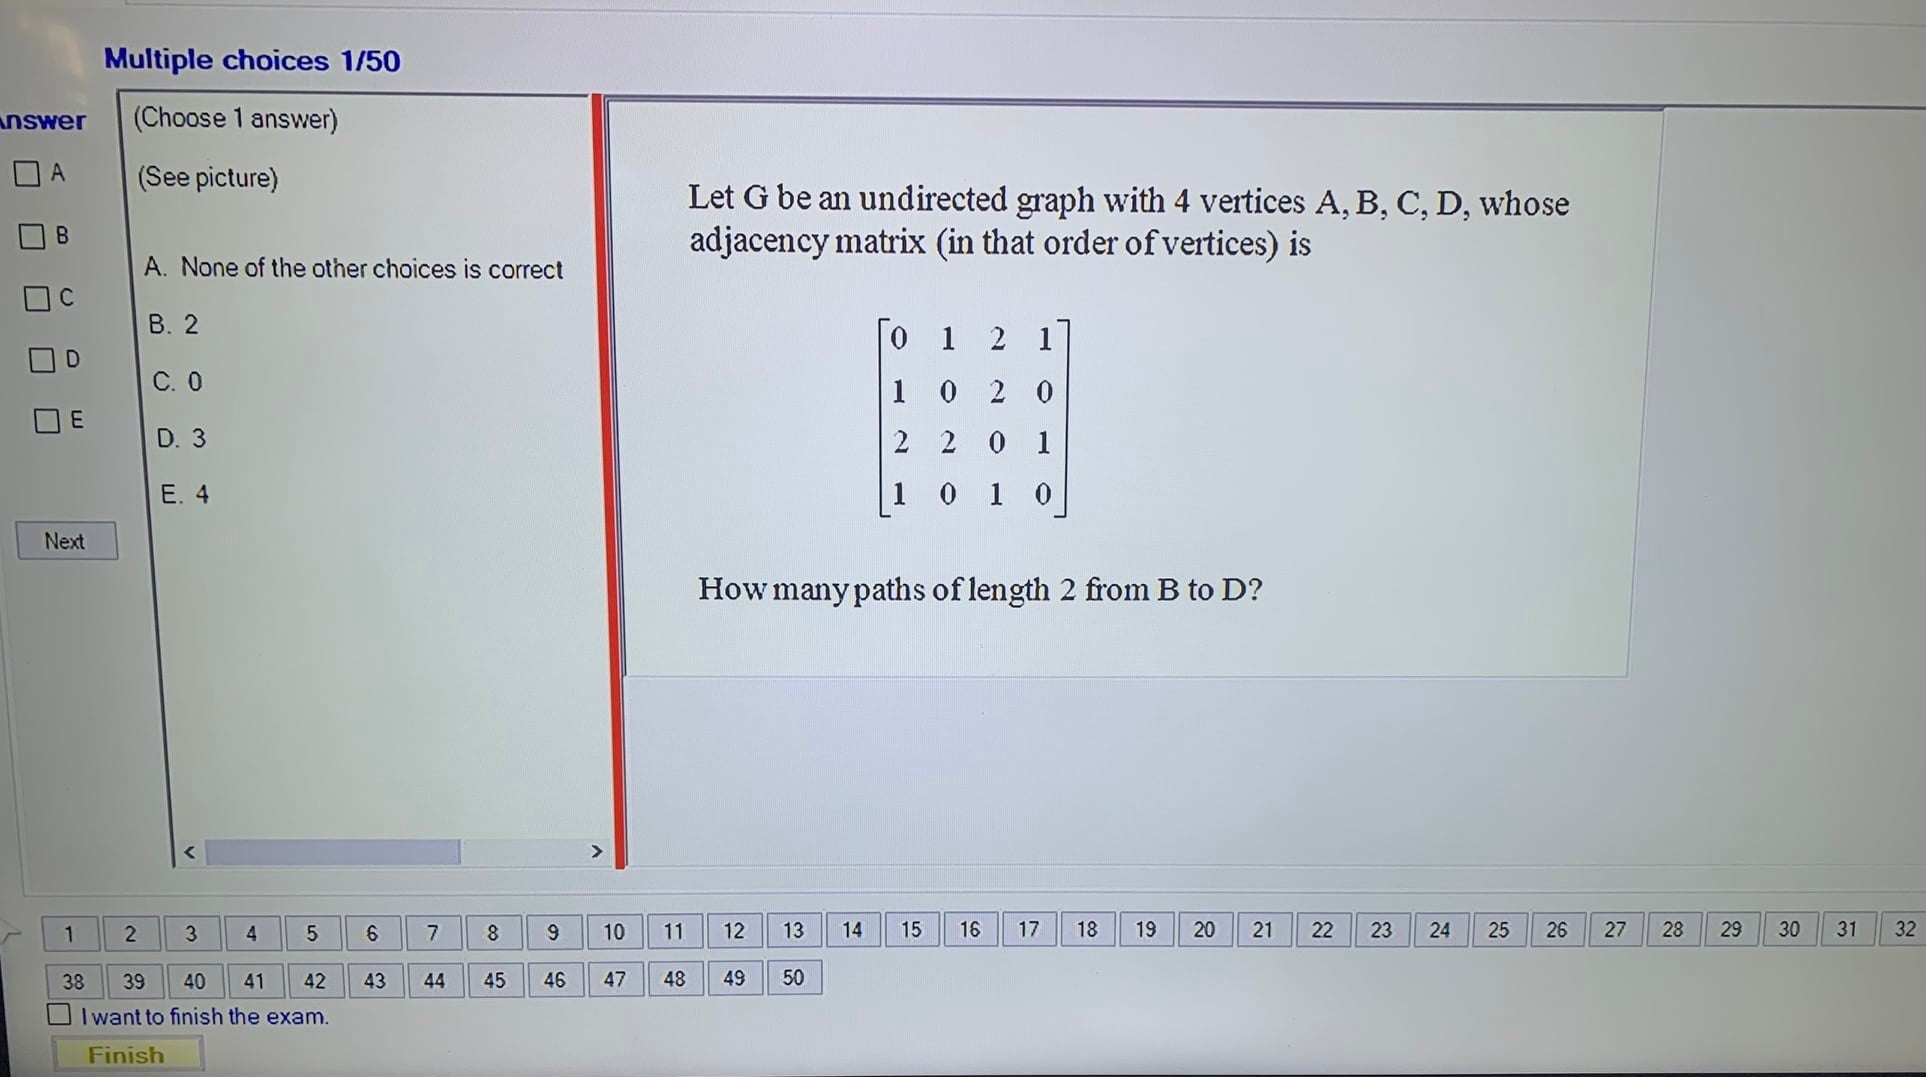 Multiple choices 1/50
Answer
(Choose 1 answer)
(See picture)
A
B
C
D
E
A. None of the other choices is correct
B. 2
C. 0
D. 3
E. 4
Next
Let G be an undirected graph with 4 vertices A, B, C, D, whose
adjacency matrix (in that order of vertices) is
0 1 2 1
1 0 2 0
2 2 0 1
1 0 1 0
How many paths of length 2 from B to D?
< >
1 2 3 4 5 6 7 8 9 10 11 12 13 14 15 16 17 18 19 20 21 22 23 24 25 26 27 28 29 30 31 32
38 39 40 41 42 43 44 45 46 47 48 49 50
I want to finish the exam.
Finish